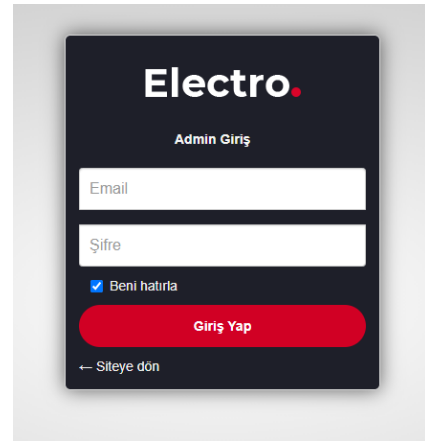 Electro.
Admin Giriş
Email
Şifre
Beni hatırla
Giriş Yap
← Siteye dön